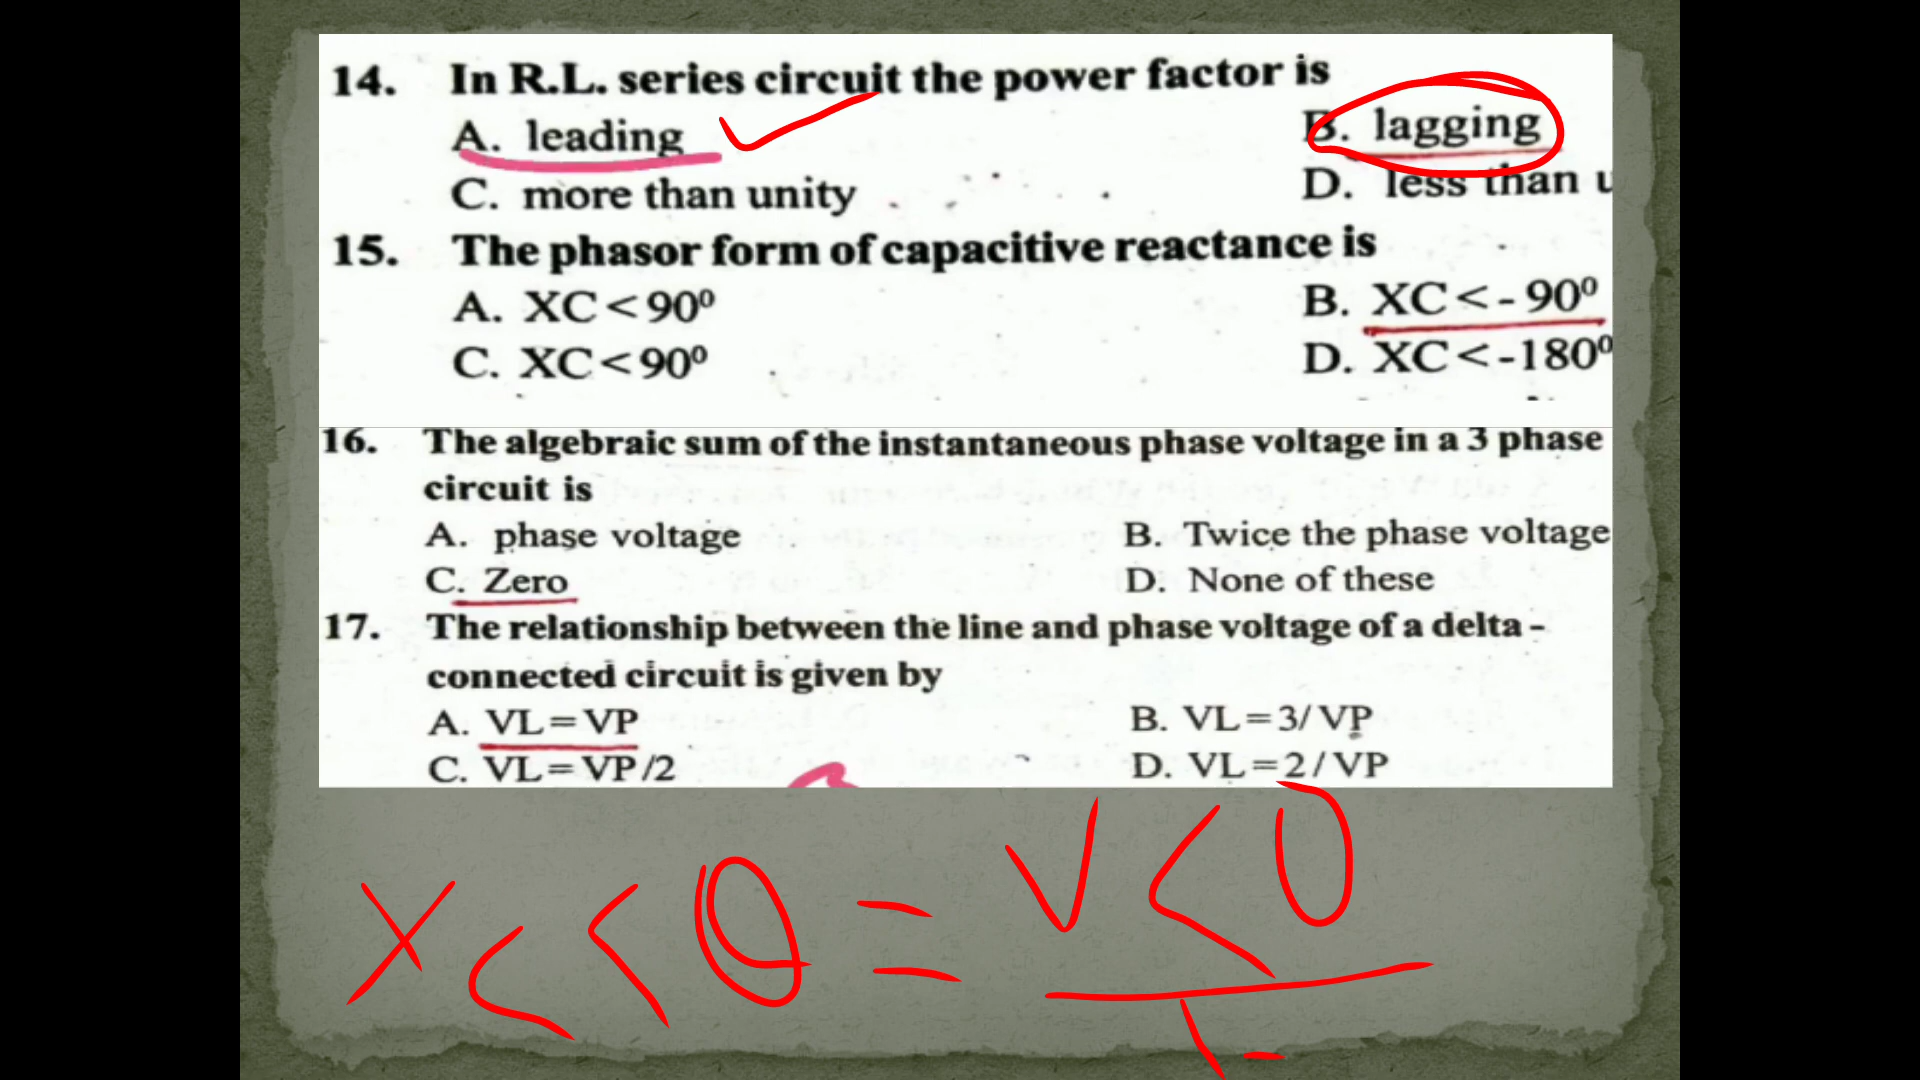 14. In R.L. series circuit the power factor is
A. leading B. lagging
C. more than unity D. less than u
15. The phasor form of capacitive reactance is
A. XC < 90⁰ B. XC < - 90⁰
C. XC < 90⁰ D. XC < -180⁰
16. The algebraic sum of the instantaneous phase voltage in a 3 phase
circuit is
A. phase voltage B. Twice the phase voltage
C. Zero D. None of these
17. The relationship between the line and phase voltage of a delta -
connected circuit is given by
A. VL = VP B. VL = 3/ VP
C. VL = VP /2 D. VL = 2 / VP
Xc < θ = V < 0